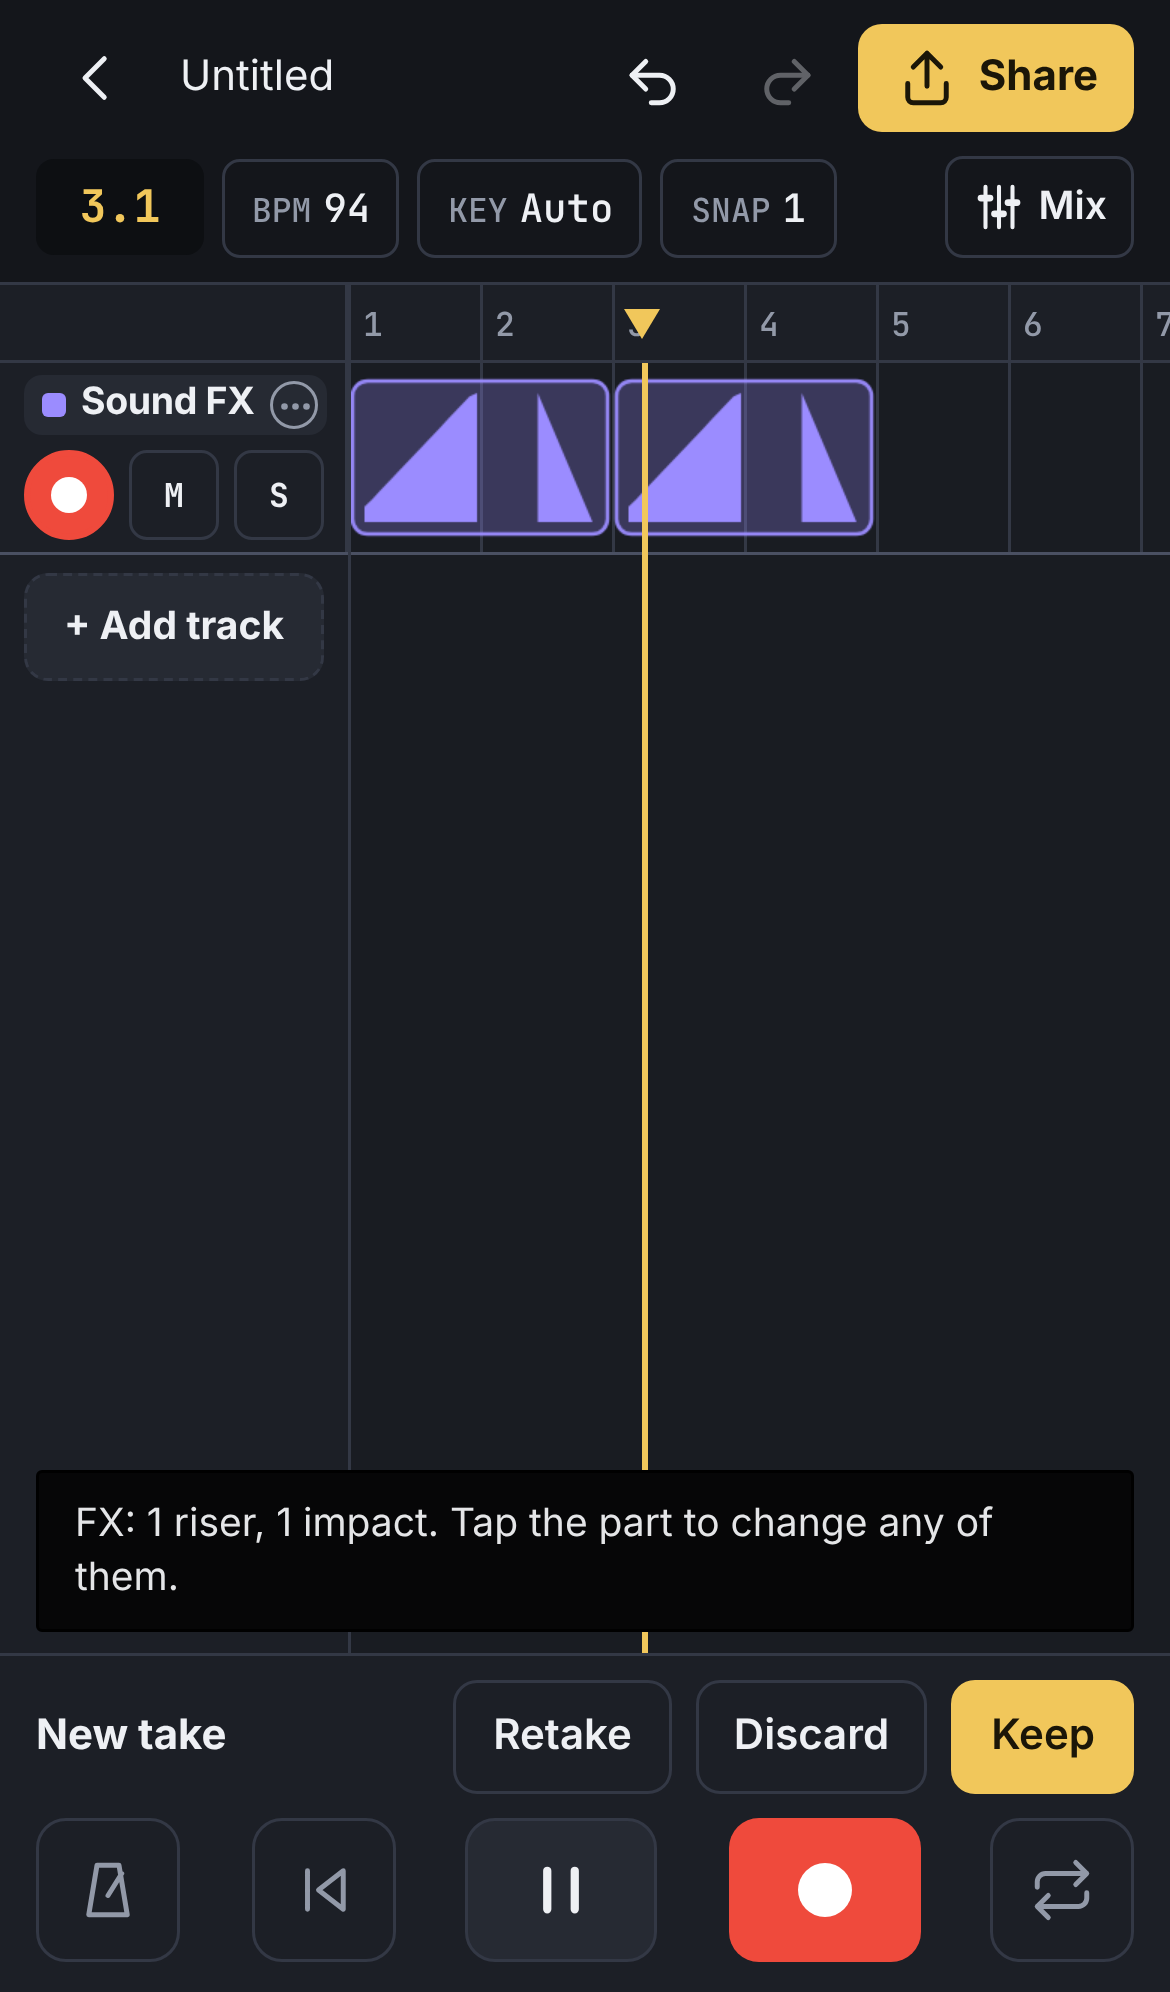 Untitled
Share
3.1
BPM 94
KEY Auto
SNAP 1
Mix
1 2 3 4 5 6 7
Sound FX
M S
+ Add track
FX: 1 riser, 1 impact. Tap the part to change any of
them.
New take
Retake
Discard
Keep